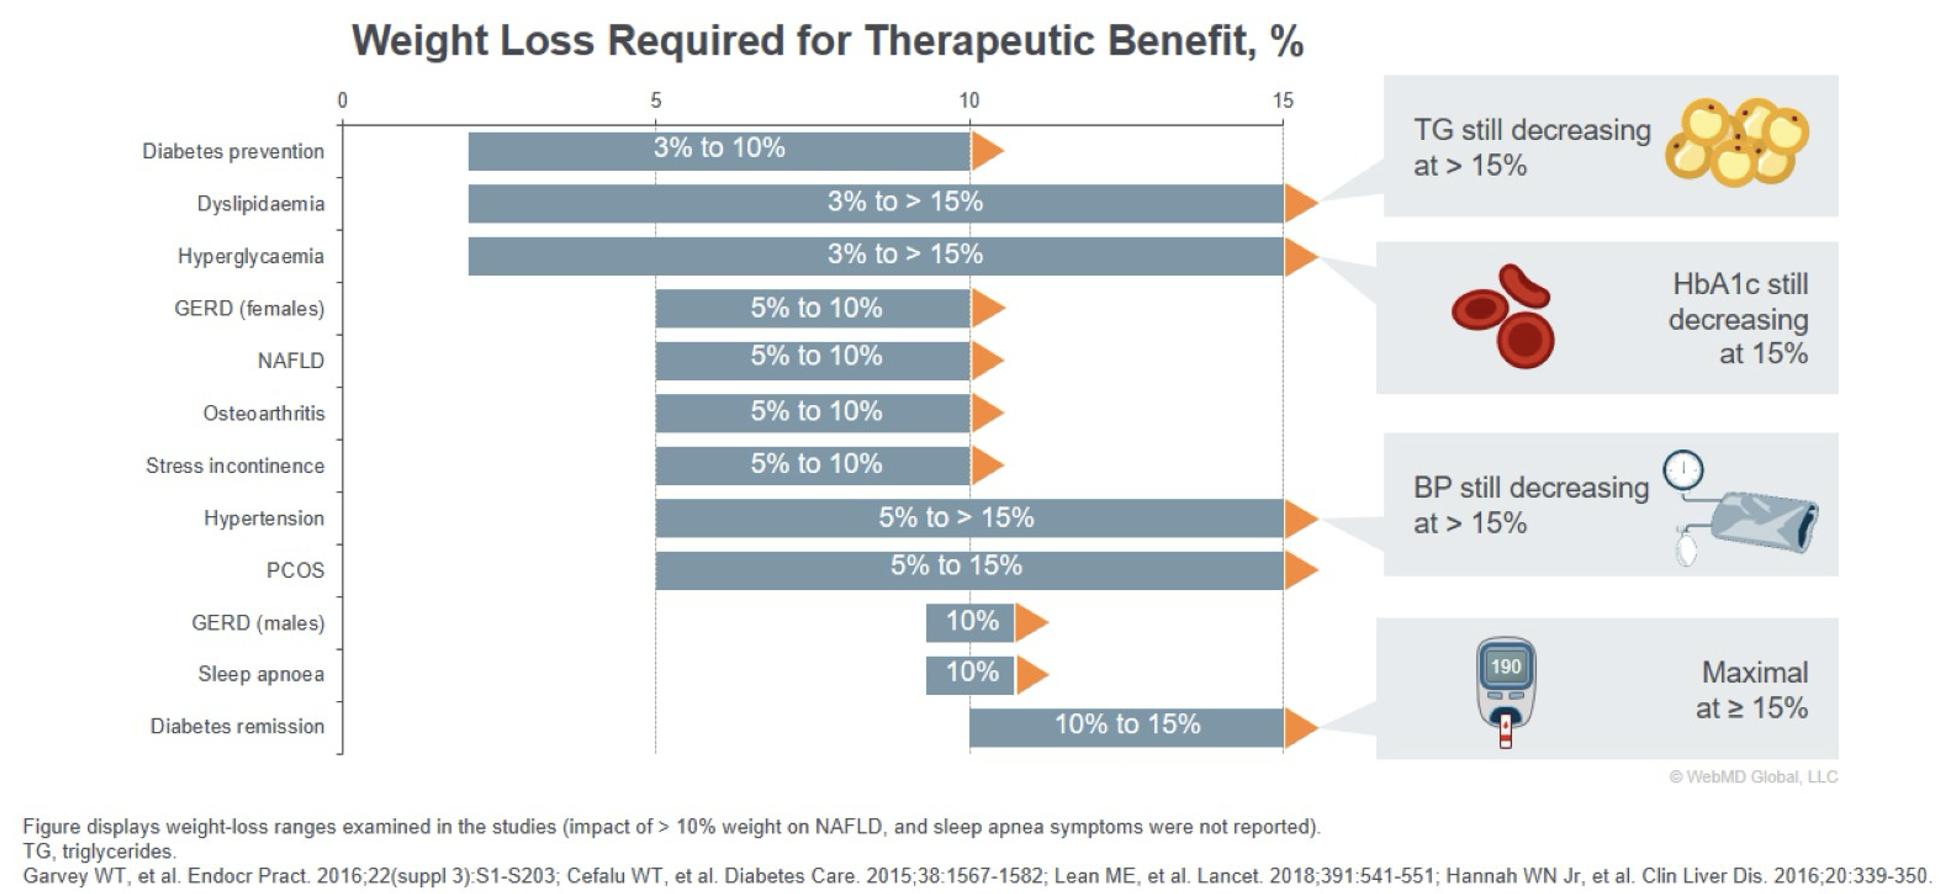 Weight Loss Required for Therapeutic Benefit, %
0 5 10 15
Diabetes prevention 3% to 10%
Dyslipidaemia 3% to > 15%
Hyperglycaemia 3% to > 15%
GERD (females) 5% to 10%
NAFLD 5% to 10%
Osteoarthritis 5% to 10%
Stress incontinence 5% to 10%
Hypertension 5% to > 15%
PCOS 5% to 15%
GERD (males) 10%
Sleep apnoea 10%
Diabetes remission 10% to 15%
TG still decreasing
at > 15%
HbA1c still
decreasing
at 15%
BP still decreasing
at > 15%
190
Maximal
at ≥ 15%
© WebMD Global, LLC
Figure displays weight-loss ranges examined in the studies (impact of > 10% weight on NAFLD, and sleep apnea symptoms were not reported).
TG, triglycerides.
Garvey WT, et al. Endocr Pract. 2016;22(suppl 3):S1-S203; Cefalu WT, et al. Diabetes Care. 2015;38:1567-1582; Lean ME, et al. Lancet. 2018;391:541-551; Hannah WN Jr, et al. Clin Liver Dis. 2016;20:339-350.